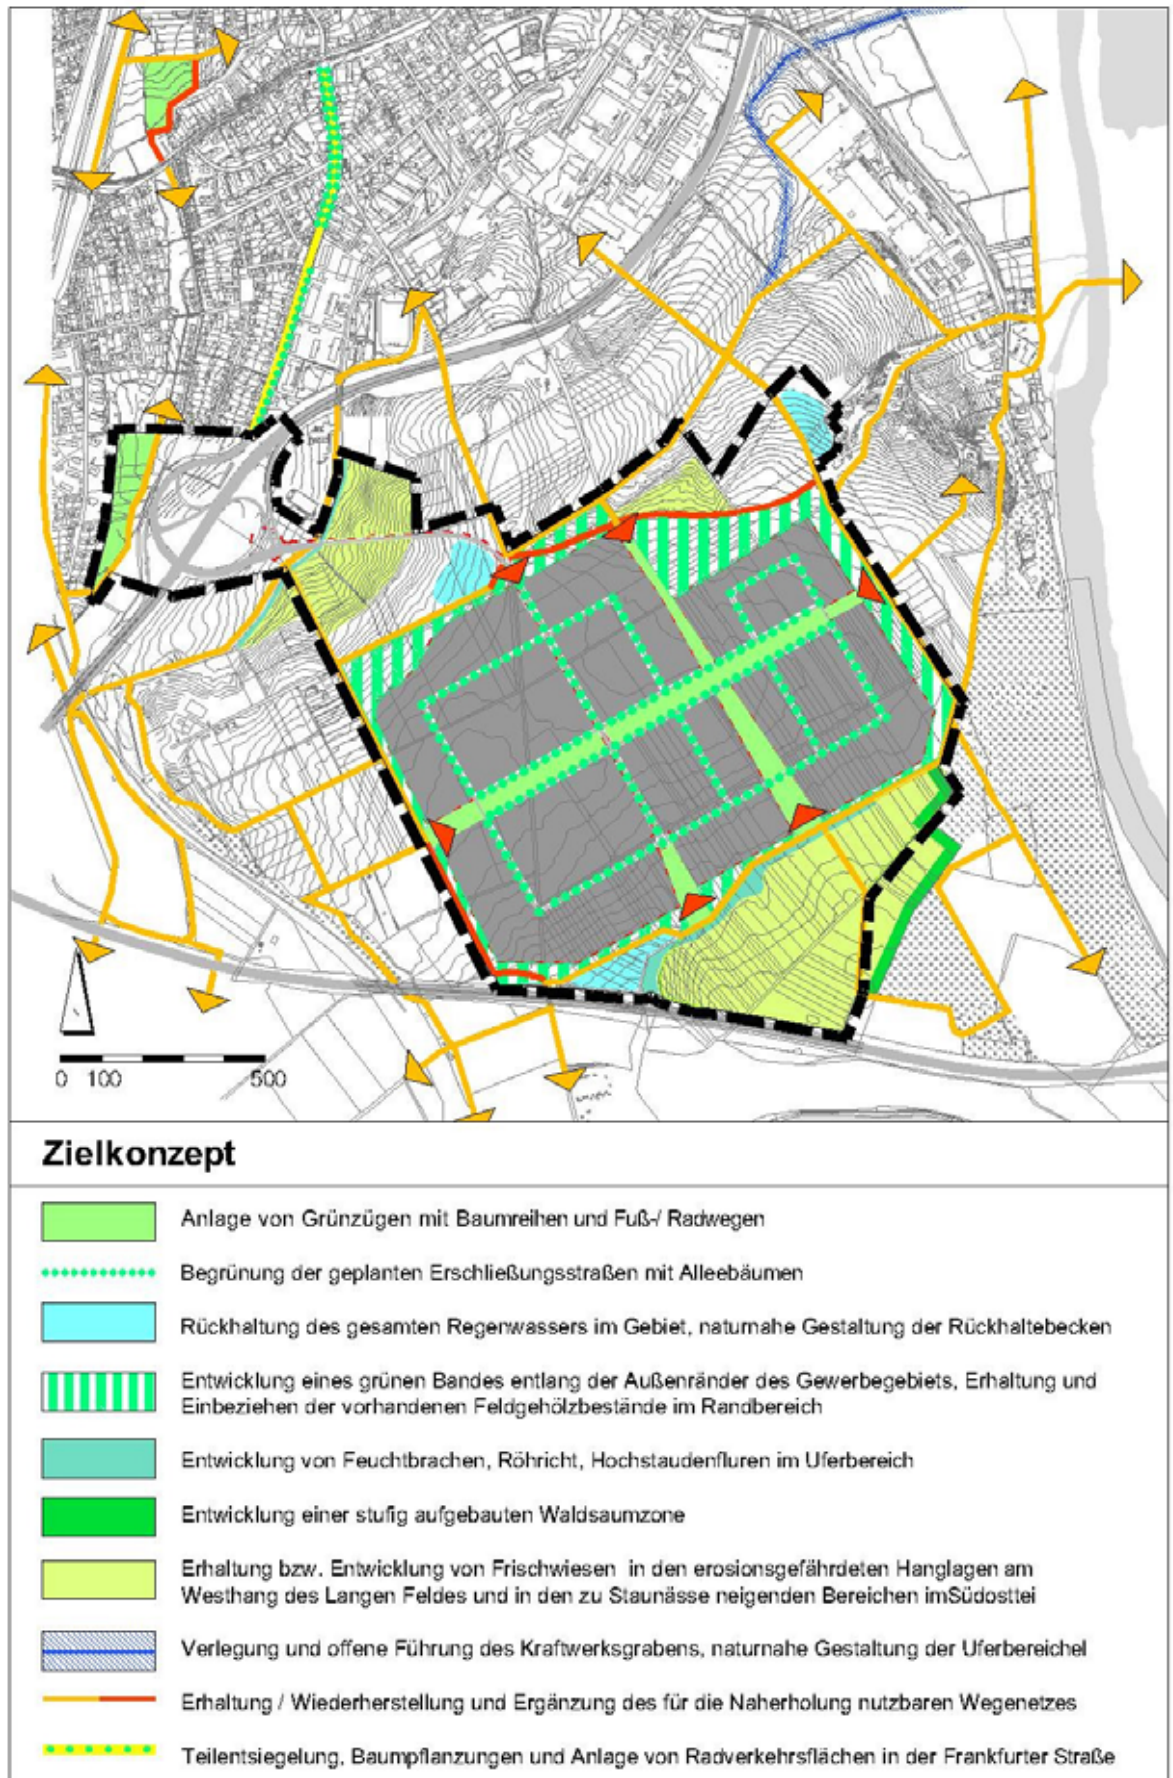 0 100 500
Zielkonzept
Anlage von Grünzügen mit Baumreihen und Fuß-/ Radwegen
Begrünung der geplanten Erschließungsstraßen mit Alleebäumen
Rückhaltung des gesamten Regenwassers im Gebiet, naturnahe Gestaltung der Rückhaltebecken
Entwicklung eines grünen Bandes entlang der Außenränder des Gewerbegebiets, Erhaltung und
Einbeziehen der vorhandenen Feldgehölzbestände im Randbereich
Entwicklung von Feuchtbrachen, Röhricht, Hochstaudenfluren im Uferbereich
Entwicklung einer stufig aufgebauten Waldsaumzone
Erhaltung bzw. Entwicklung von Frischwiesen in den erosionsgefährdeten Hanglagen am
Westhang des Langen Feldes und in den zu Staunässe neigenden Bereichen imSüdosttei
Verlegung und offene Führung des Kraftwerksgrabens, naturnahe Gestaltung der Uferbereichel
Erhaltung / Wiederherstellung und Ergänzung des für die Naherholung nutzbaren Wegenetzes
Teilentsiegelung, Baumpflanzungen und Anlage von Radverkehrsflächen in der Frankfurter Straße